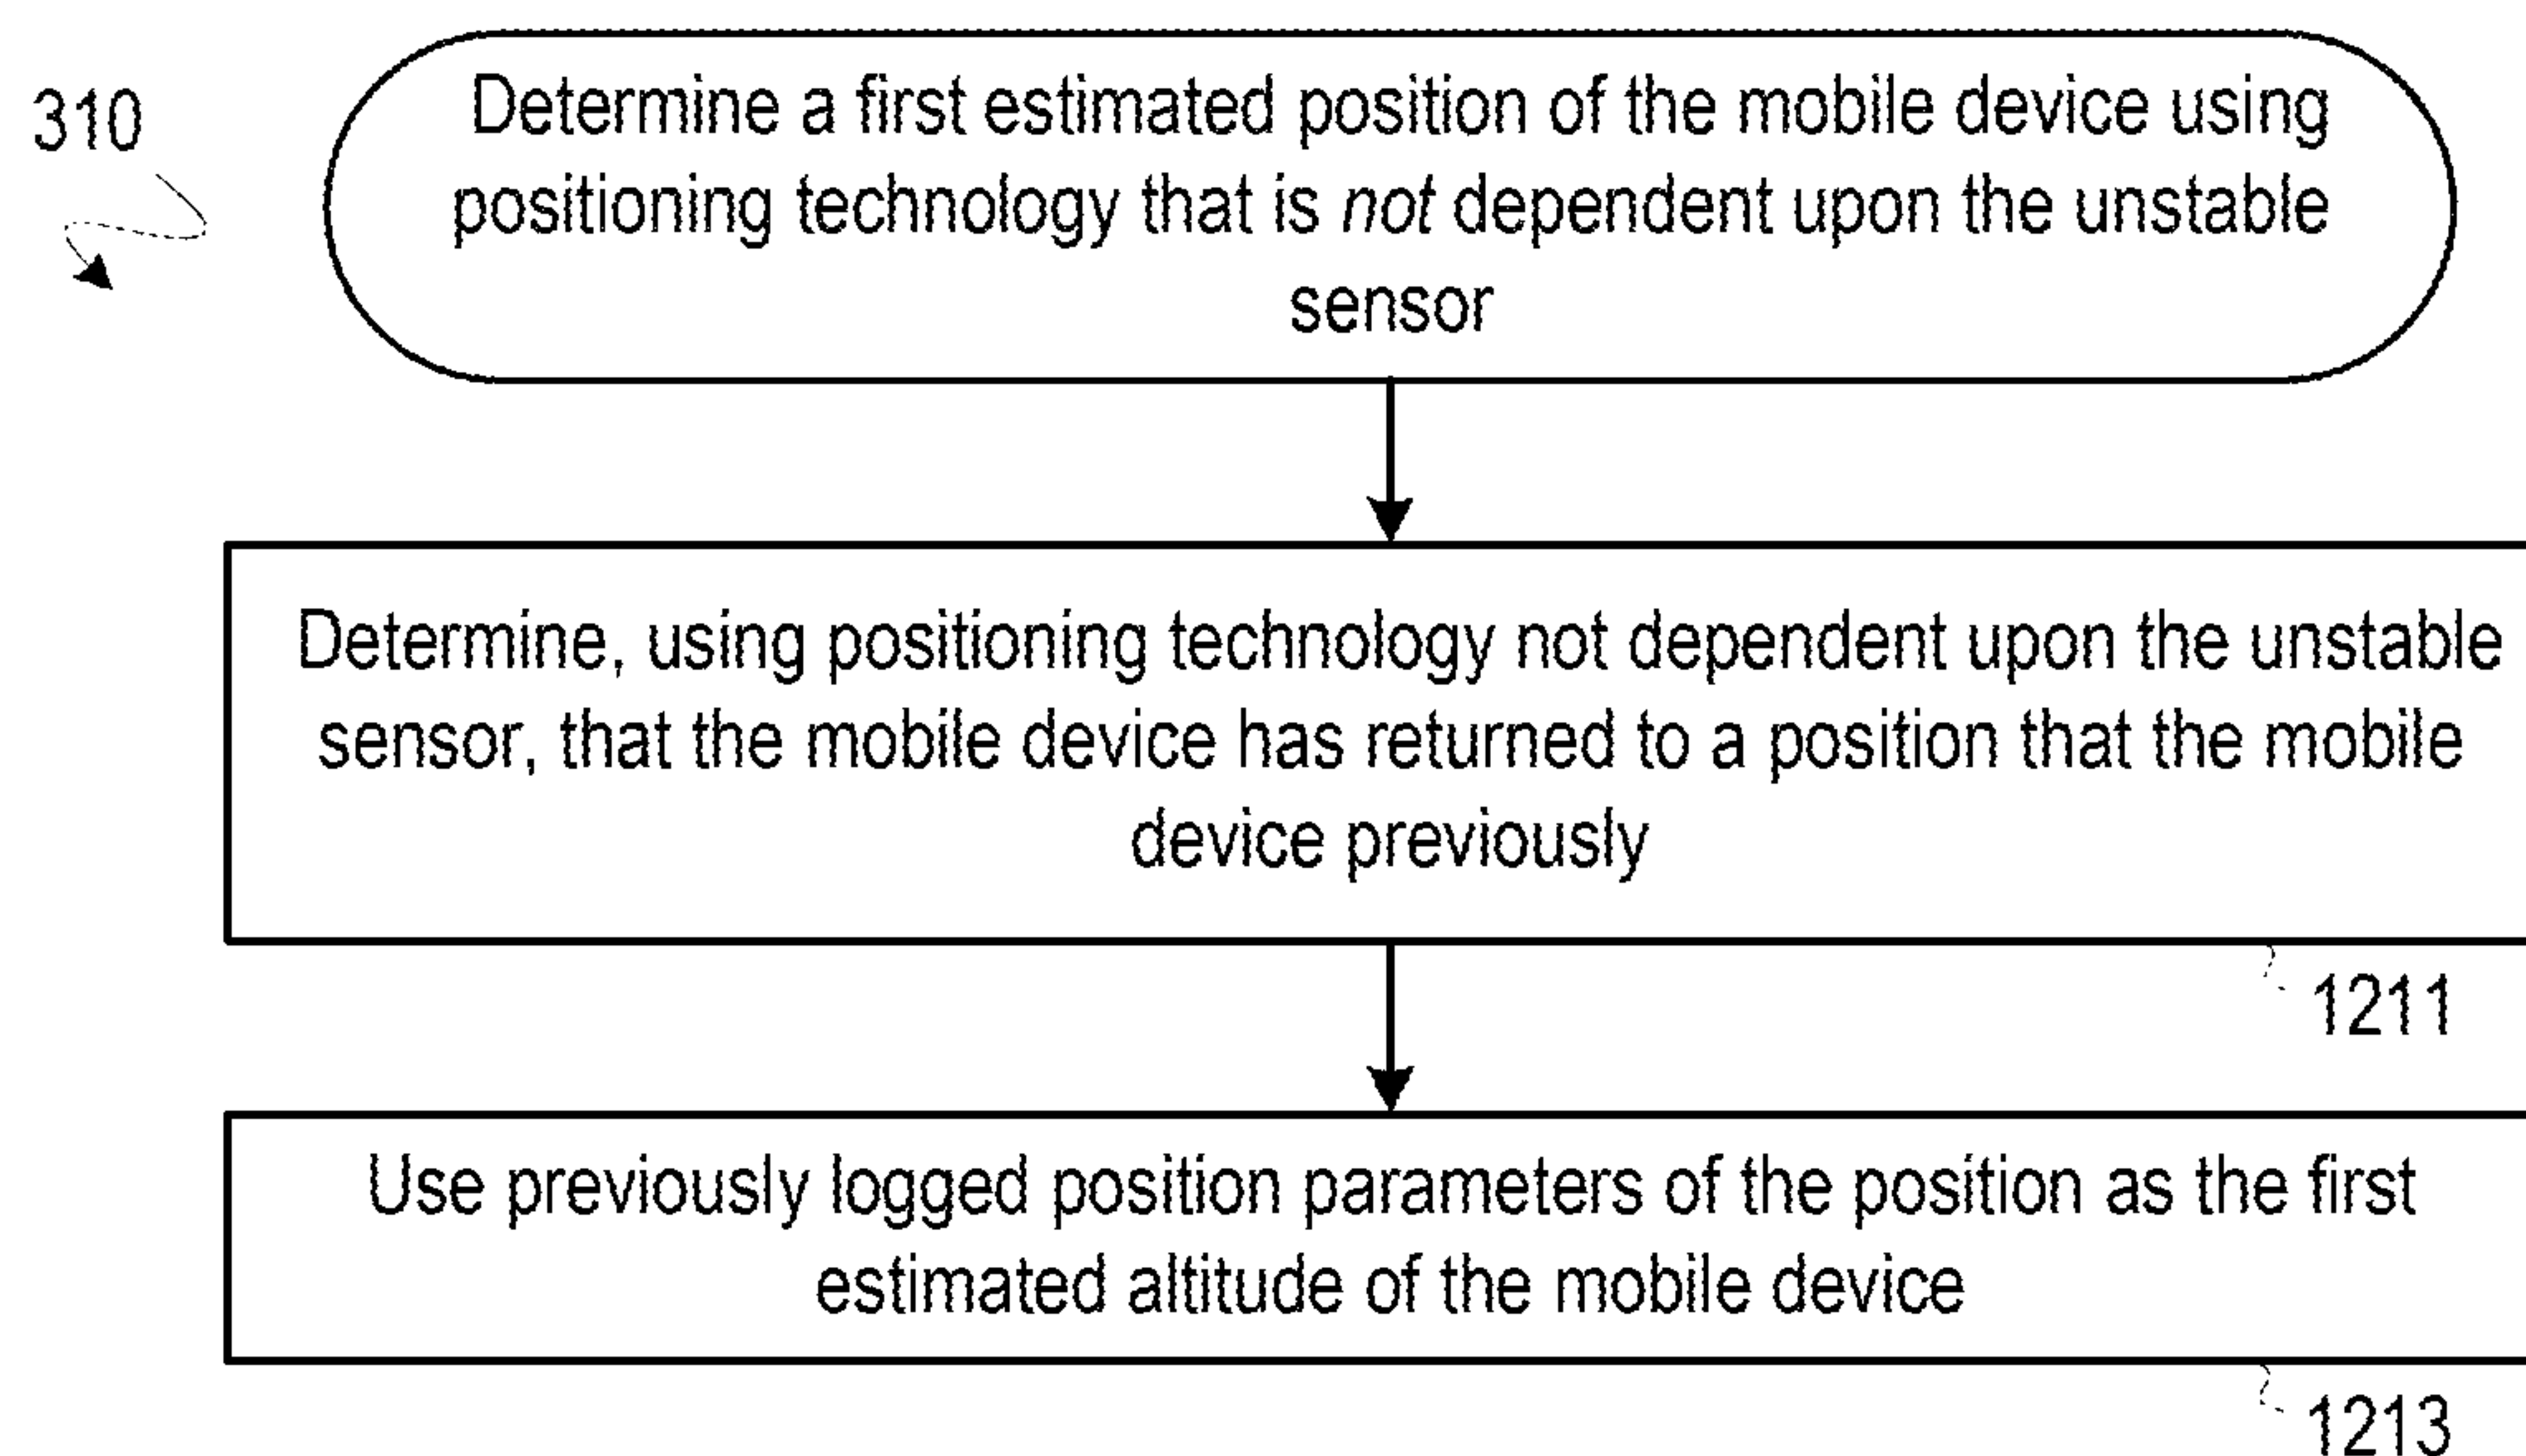 310
Determine a first estimated position of the mobile device using
positioning technology that is not dependent upon the unstable
sensor
Determine, using positioning technology not dependent upon the unstable
sensor, that the mobile device has returned to a position that the mobile
device previously
1211
Use previously logged position parameters of the position as the first
estimated altitude of the mobile device
1213